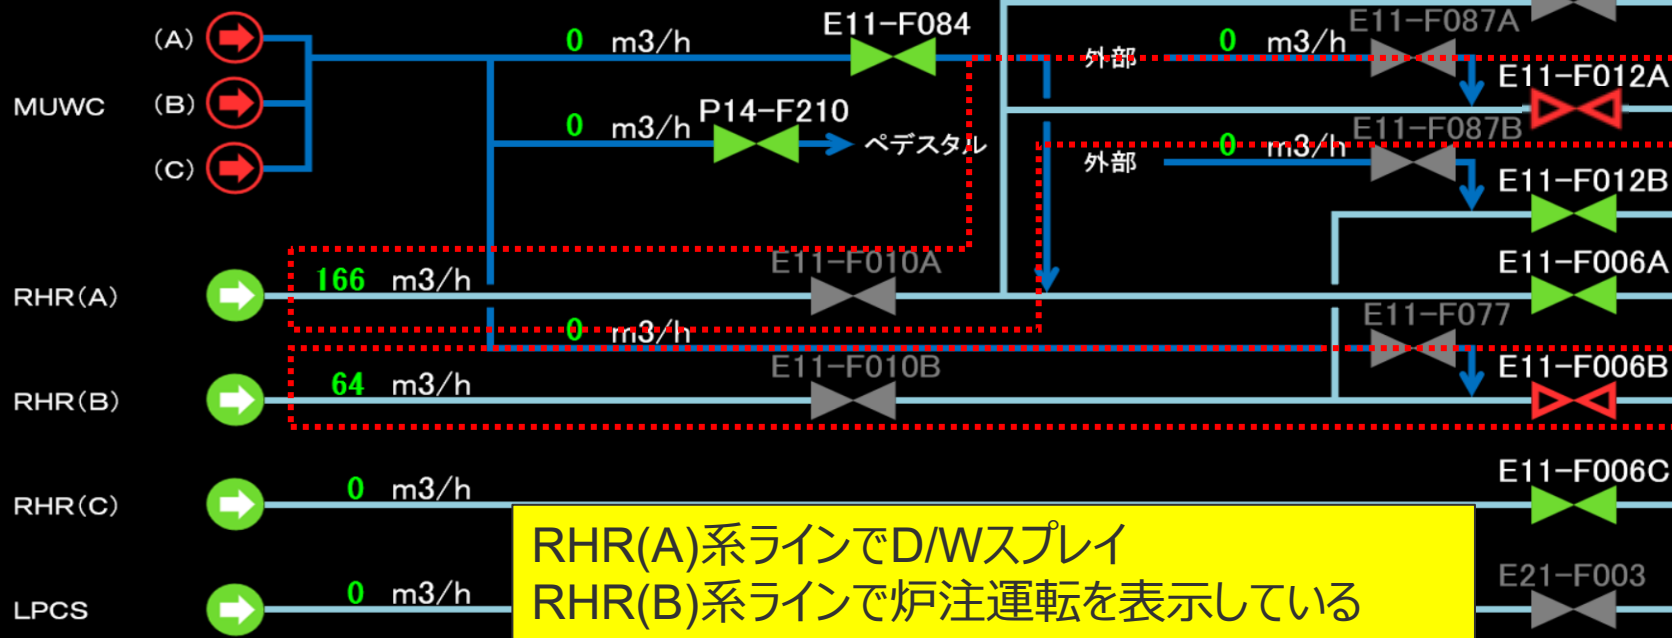 E11-F087A
(A) 0 m3/h E11-F084 外部 0 m3/h
E11-F012A
MUWC (B) 0 m3/h P14-F210 ペデスタル
E11-F087B
(C) 外部 0 m3/h
E11-F012B
RHR(A) 166 m3/h E11-F010A E11-F006A
0 m3/h E11-F077
RHR(B) 64 m3/h E11-F010B E11-F006B
RHR(C) 0 m3/h E11-F006C
RHR(A)系ラインでD/Wスプレイ
LPCS 0 m3/h E21-F003
RHR(B)系ラインで炉注運転を表示している